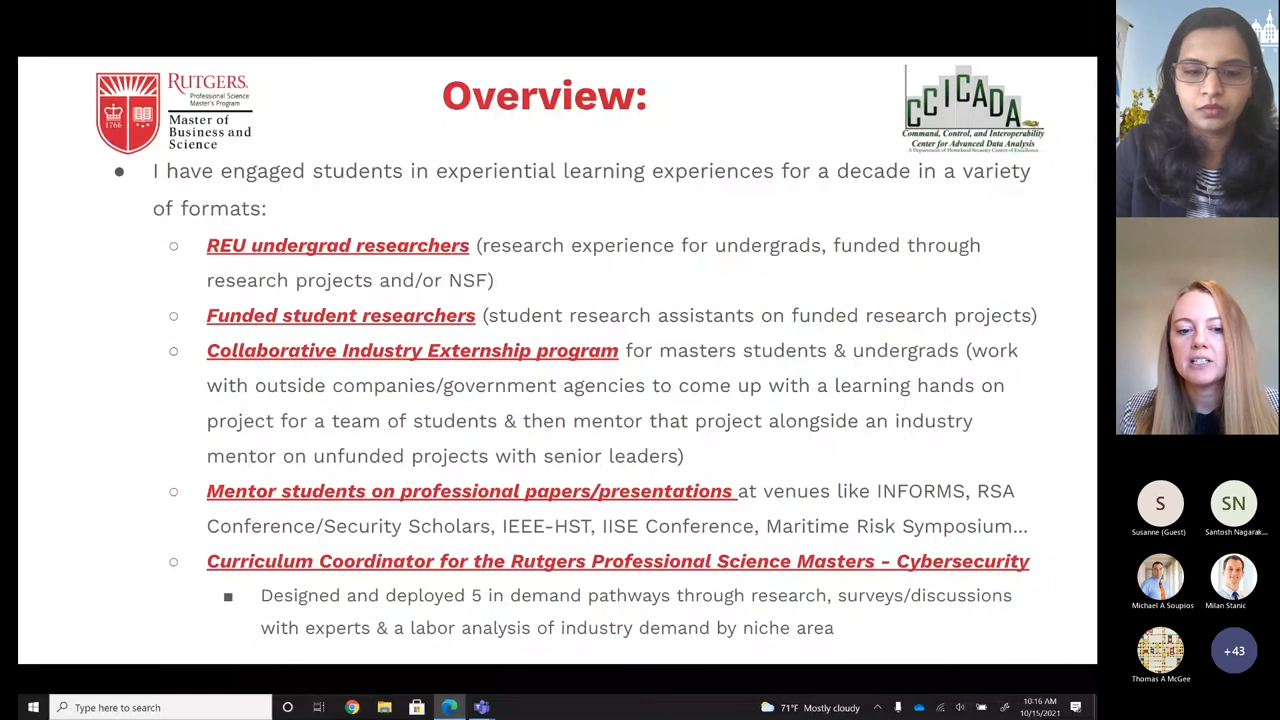 RUTGERS
Professional Science
Master's Program
Master of
Business and
Science
1766
Overview:
CCICADA
Command, Control, and Interoperability
Center for Advanced Data Analysis
A Department of Homeland Security Center of Excellence
● I have engaged students in experiential learning experiences for a decade in a variety
of formats:
○ REU undergrad researchers (research experience for undergrads, funded through
research projects and/or NSF)
○ Funded student researchers (student research assistants on funded research projects)
○ Collaborative Industry Externship program for masters students & undergrads (work
with outside companies/government agencies to come up with a learning hands on
project for a team of students & then mentor that project alongside an industry
mentor on unfunded projects with senior leaders)
○ Mentor students on professional papers/presentations at venues like INFORMS, RSA
Conference/Security Scholars, IEEE-HST, IISE Conference, Maritime Risk Symposium...
○ Curriculum Coordinator for the Rutgers Professional Science Masters - Cybersecurity
■ Designed and deployed 5 in demand pathways through research, surveys/discussions
with experts & a labor analysis of industry demand by niche area
S
SN
Susanne (Guest)
Santosh Nagarak...
Michael A Soupios
Milan Stanic
+43
Thomas A McGee
Type here to search
71°F Mostly cloudy
10:16 AM
10/15/2021